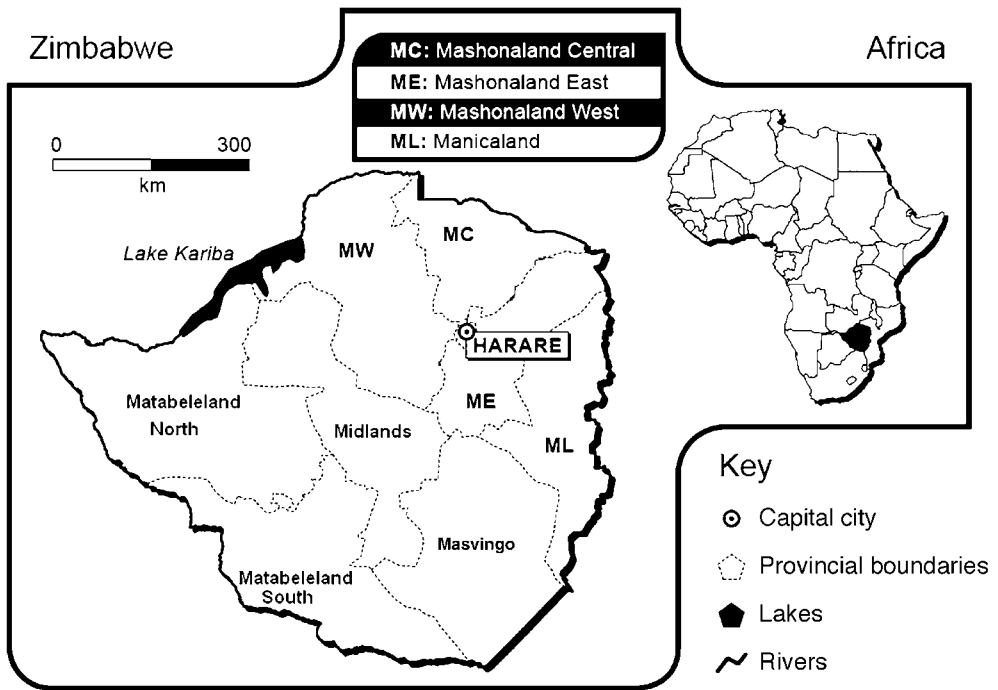 Zimbabwe
Africa
MC: Mashonaland Central
ME: Mashonaland East
MW: Mashonaland West
ML: Manicaland
0 300
km
Lake Kariba
MW
MC
HARARE
ME
ML
Matabeleland
North
Midlands
Masvingo
Matabeleland
South
Key
Capital city
Provincial boundaries
Lakes
Rivers